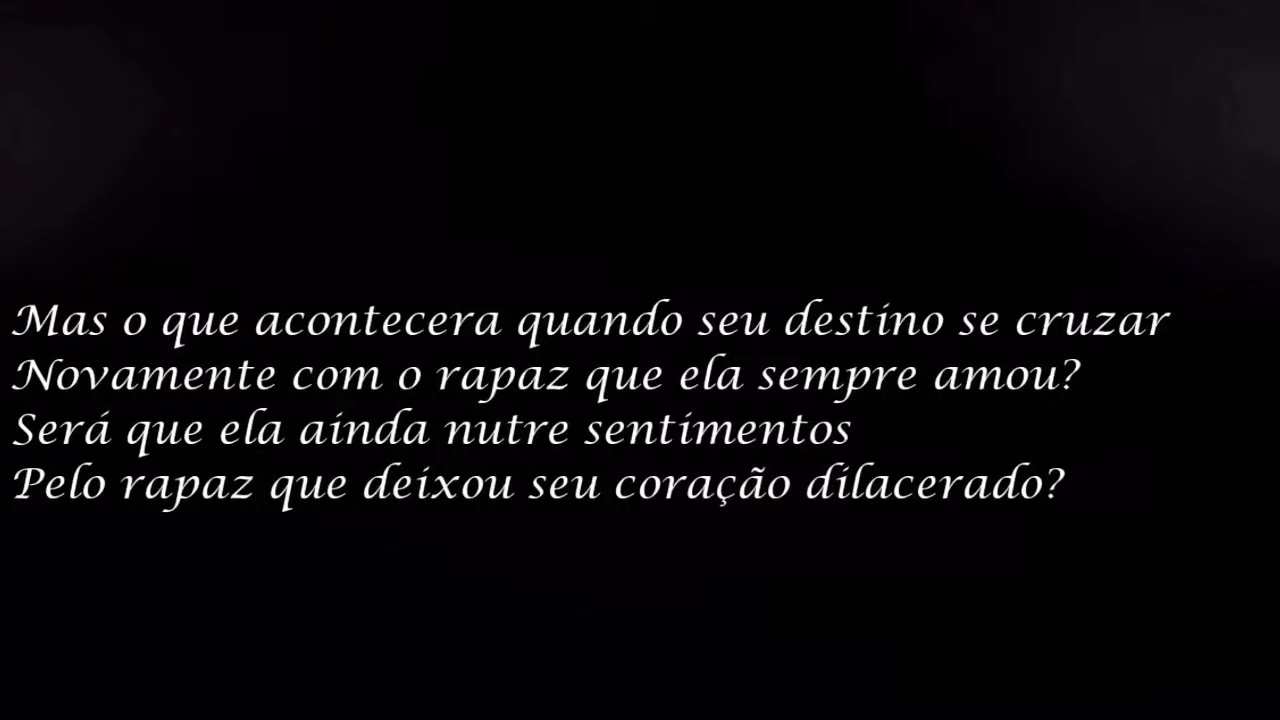 Mas o que acontecera quando seu destino se cruzar
Novamente com o rapaz que ela sempre amou?
Será que ela ainda nutre sentimentos
Pelo rapaz que deixou seu coração dilacerado?